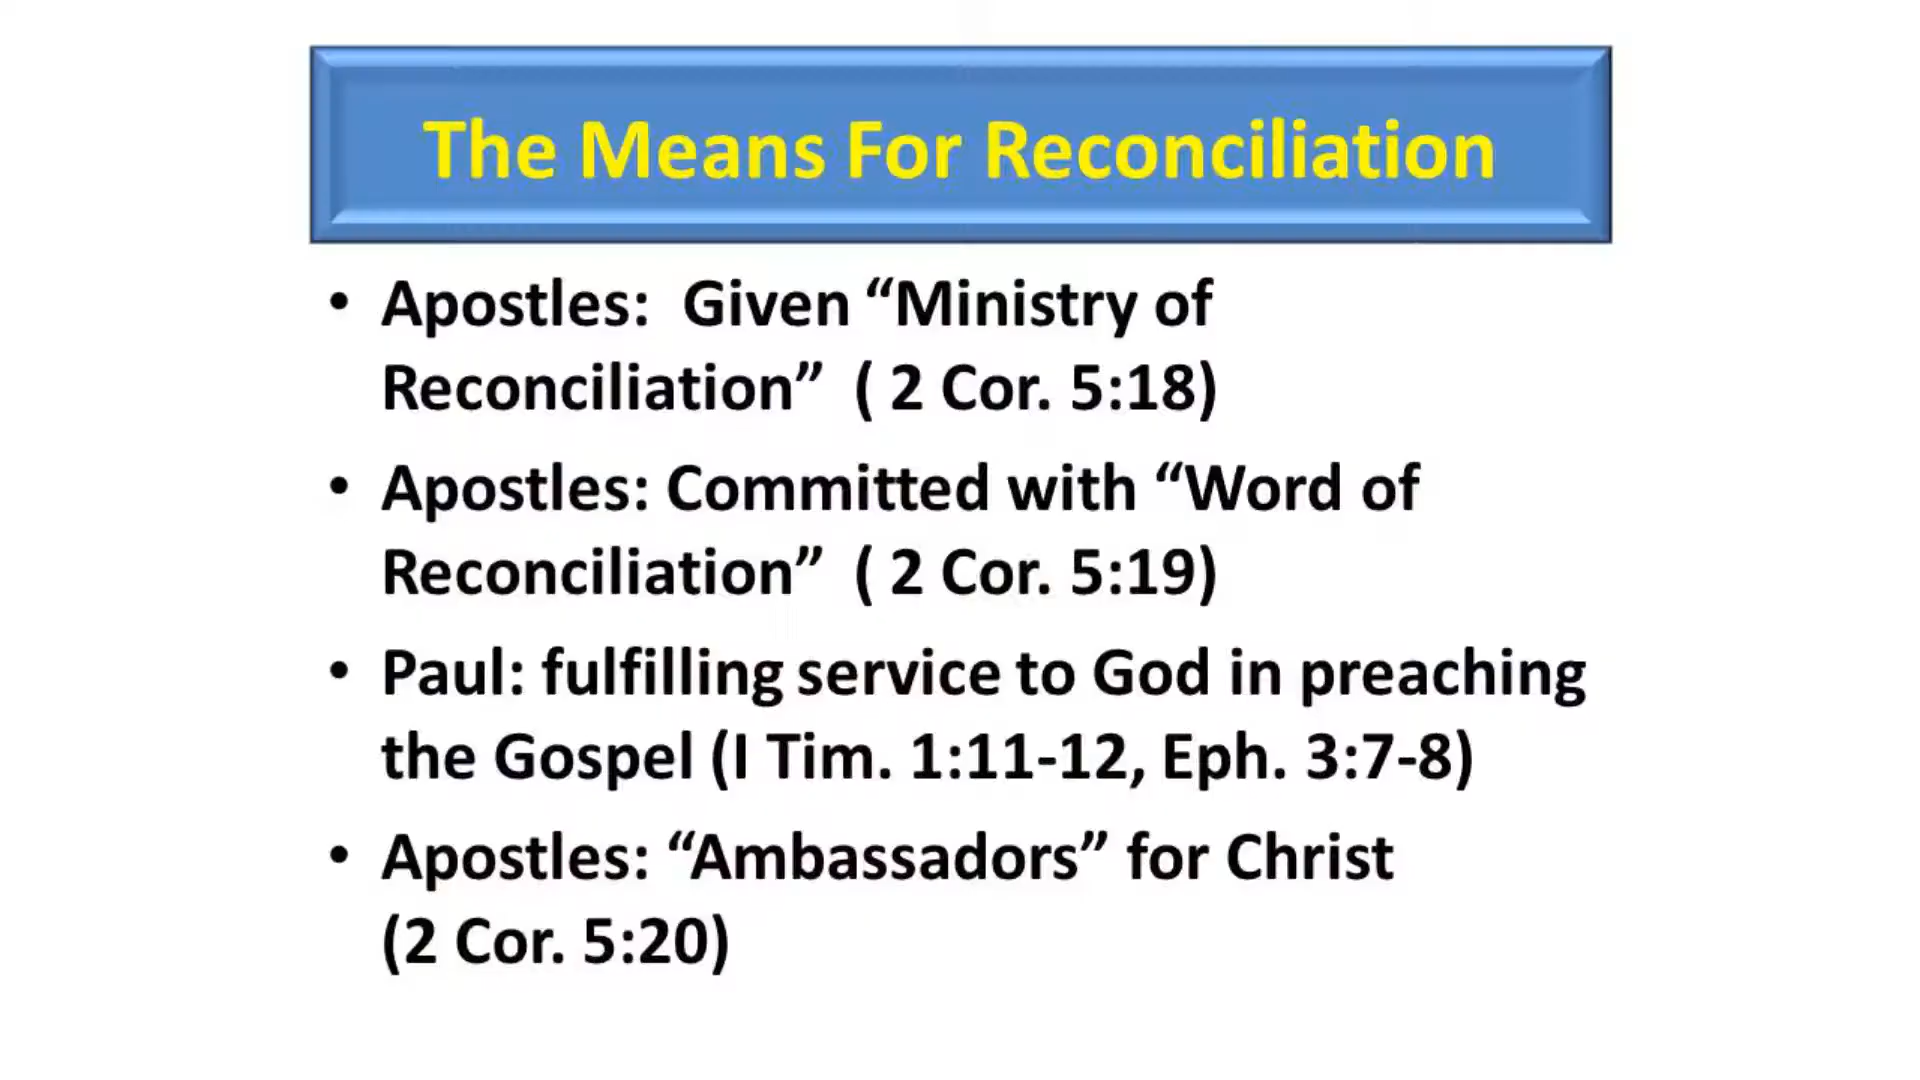 The Means For Reconciliation
• Apostles:  Given “Ministry of
Reconciliation”  ( 2 Cor. 5:18)
• Apostles: Committed with “Word of
Reconciliation”  ( 2 Cor. 5:19)
• Paul: fulfilling service to God in preaching
the Gospel (I Tim. 1:11-12, Eph. 3:7-8)
• Apostles: “Ambassadors” for Christ
(2 Cor. 5:20)